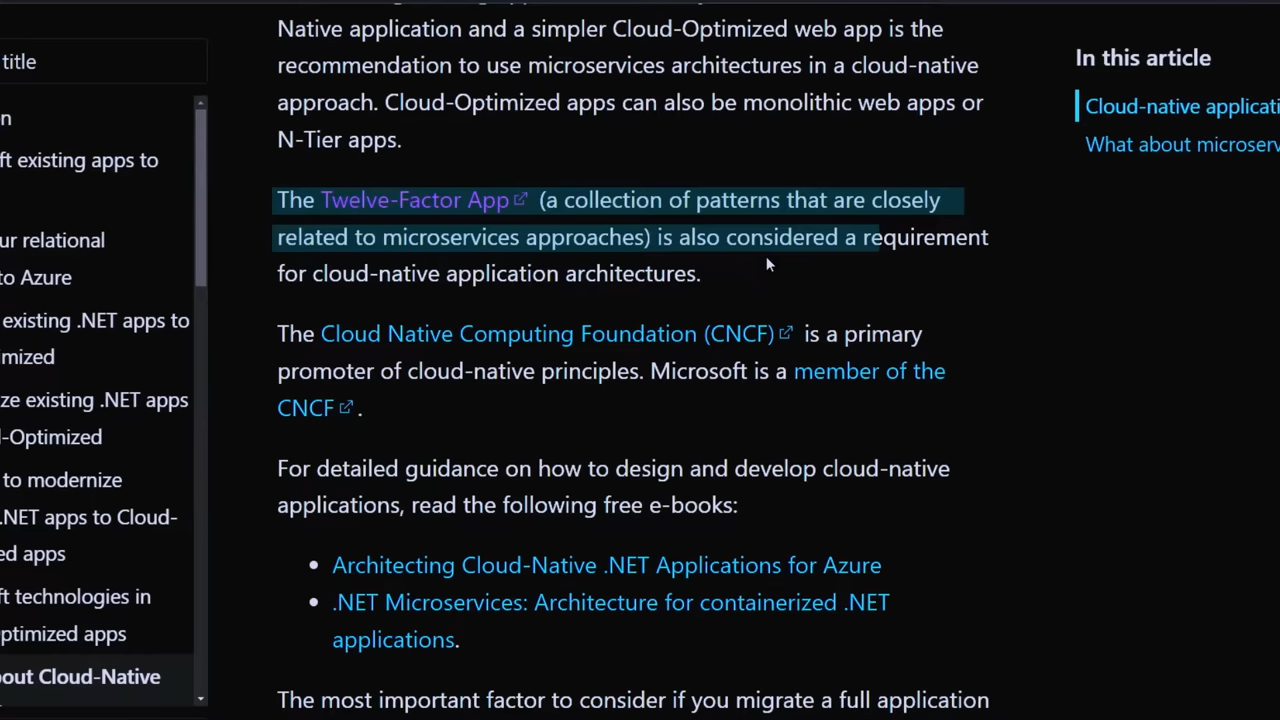 title
n
ft existing apps to
ur relational
to Azure
existing .NET apps to
imized
ze existing .NET apps
d-Optimized
to modernize
.NET apps to Cloud-
ed apps
ft technologies in
Optimized apps
bout Cloud-Native
Native application and a simpler Cloud-Optimized web app is the
recommendation to use microservices architectures in a cloud-native
approach. Cloud-Optimized apps can also be monolithic web apps or
N-Tier apps.
The Twelve-Factor App (a collection of patterns that are closely
related to microservices approaches) is also considered a requirement
for cloud-native application architectures.
The Cloud Native Computing Foundation (CNCF) is a primary
promoter of cloud-native principles. Microsoft is a member of the
CNCF .
For detailed guidance on how to design and develop cloud-native
applications, read the following free e-books:
• Architecting Cloud-Native .NET Applications for Azure
• .NET Microservices: Architecture for containerized .NET
applications.
The most important factor to consider if you migrate a full application
In this article
Cloud-native applicati
What about microserv